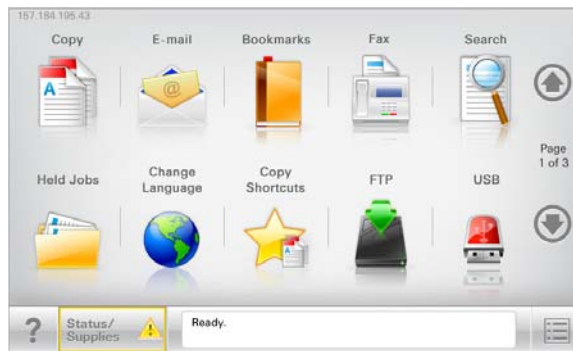 157.184.195.43
Copy
E-mail
Bookmarks
Fax
Search
A
@
Page
1 of 3
Held Jobs
Change
Language
Copy
Shortcuts
FTP
USB
?
Status/
Supplies
Ready.